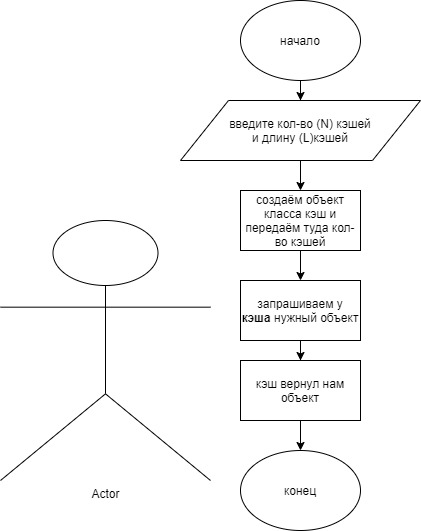 начало
введите кол-во (N) кэшей
и длину (L)кэшей
создаём объект
класса кэш и
передаём туда кол-
во кэшей
запрашиваем у
кэша нужный объект
кэш вернул нам
объект
Actor
конец